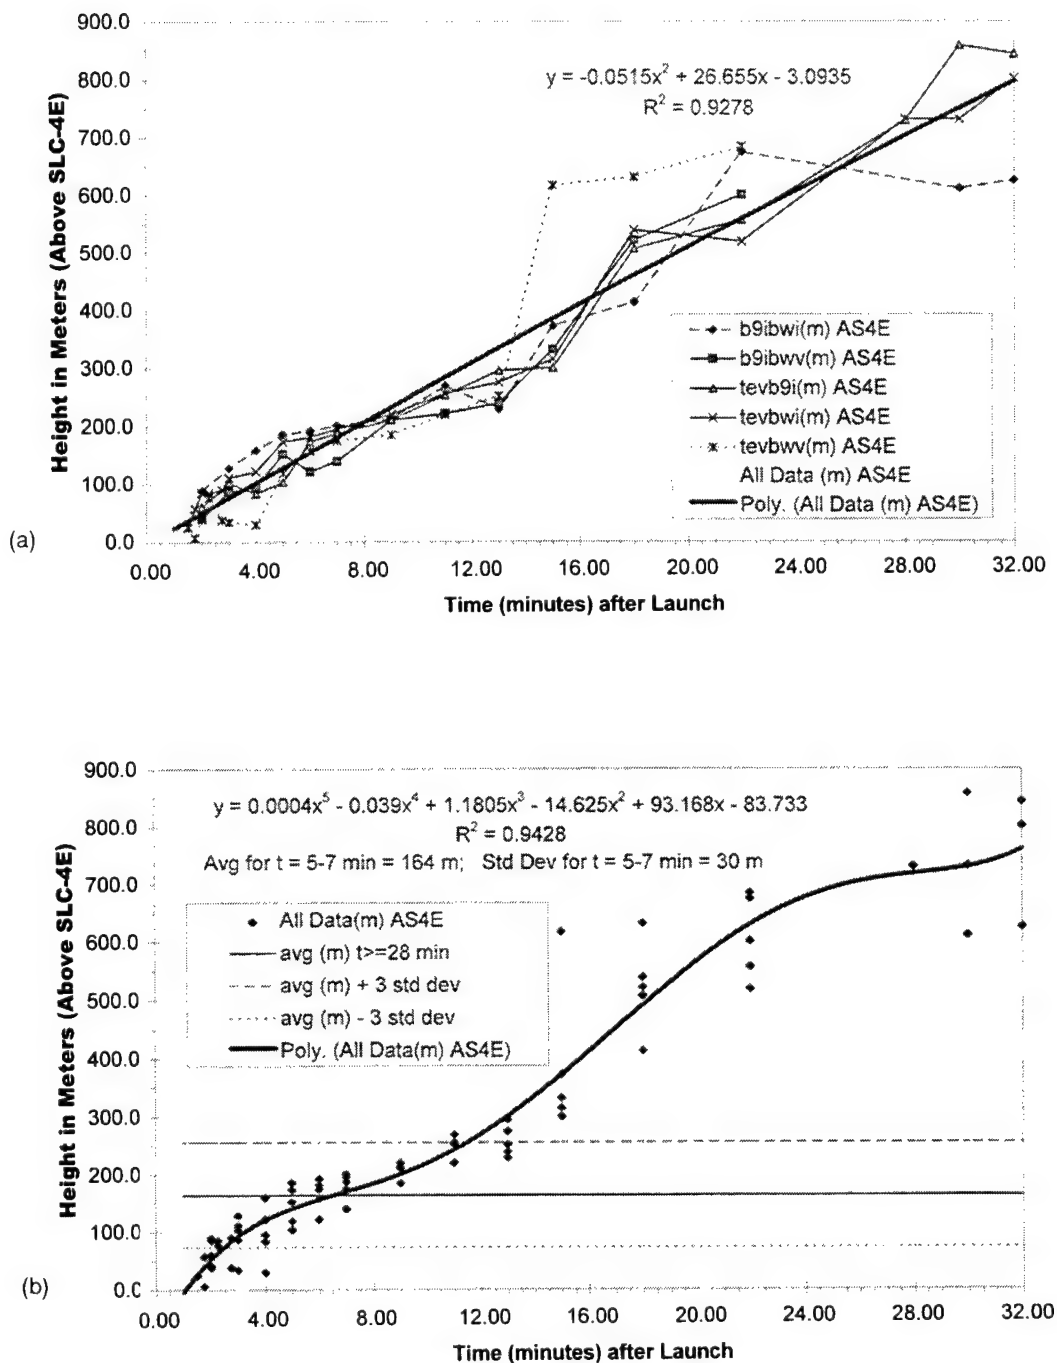 900.0
800.0
700.0
600.0
500.0
400.0
300.0
200.0
100.0
0.0
Height in Meters (Above SLC-4E)
y = -0.0515x² + 26.655x - 3.0935
R² = 0.9278
b9ibwi(m) AS4E
b9ibwv(m) AS4E
tevb9i(m) AS4E
tevbwi(m) AS4E
tevbwv(m) AS4E
All Data (m) AS4E
Poly. (All Data (m) AS4E)
(a)
0.00 4.00 8.00 12.00 16.00 20.00 24.00 28.00 32.00
Time (minutes) after Launch
900.0
800.0
700.0
600.0
500.0
400.0
300.0
200.0
100.0
0.0
Height in Meters (Above SLC-4E)
y = 0.0004x⁵ - 0.039x⁴ + 1.1805x³ - 14.625x² + 93.168x - 83.733
R² = 0.9428
Avg for t = 5-7 min = 164 m; Std Dev for t = 5-7 min = 30 m
All Data(m) AS4E
avg (m) t>=28 min
avg (m) + 3 std dev
avg (m) - 3 std dev
Poly. (All Data(m) AS4E)
(b)
0.00 4.00 8.00 12.00 16.00 20.00 24.00 28.00 32.00
Time (minutes) after Launch